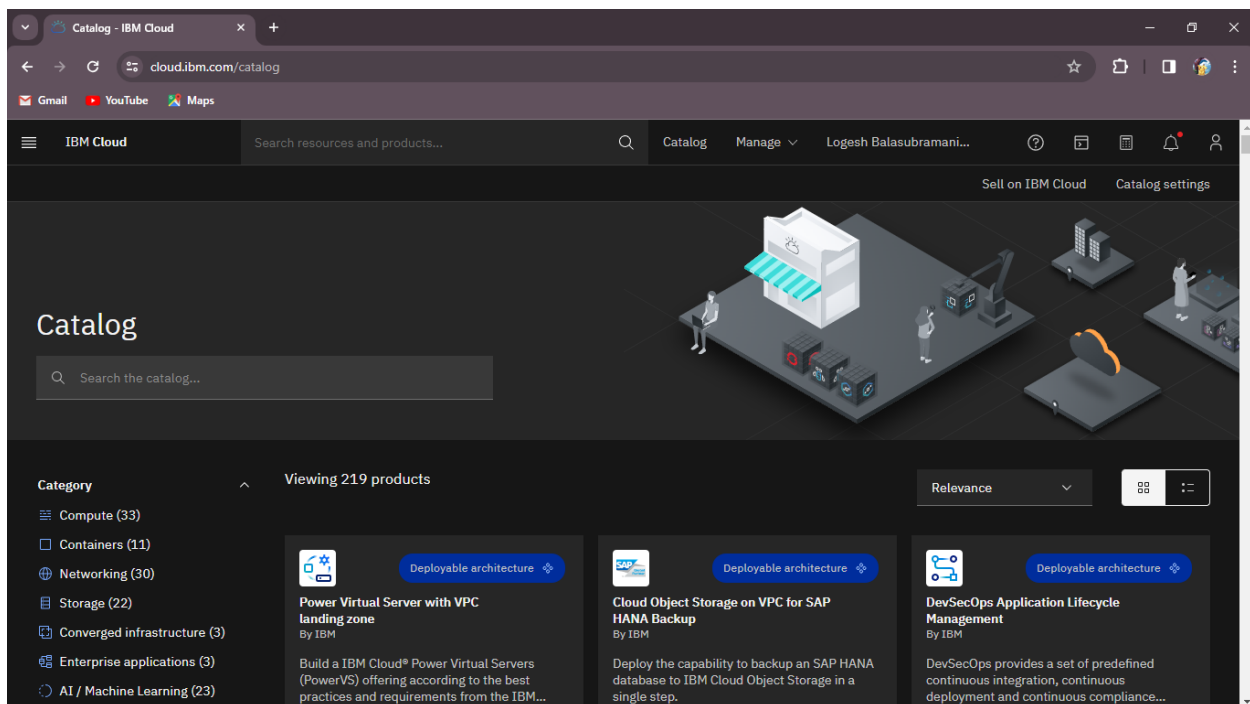 Catalog - IBM Cloud
cloud.ibm.com/catalog
Gmail YouTube Maps
IBM Cloud Search resources and products... Catalog Manage Logesh Balasubramani...
Sell on IBM Cloud Catalog settings
Catalog
Search the catalog...
Category
Compute (33)
Containers (11)
Networking (30)
Storage (22)
Converged infrastructure (3)
Enterprise applications (3)
AI / Machine Learning (23)
Viewing 219 products
Relevance
Deployable architecture
Power Virtual Server with VPC
landing zone
By IBM
Build a IBM Cloud® Power Virtual Servers
(PowerVS) offering according to the best
practices and requirements from the IBM...
SAP
Deployable architecture
Cloud Object Storage on VPC for SAP
HANA Backup
By IBM
Deploy the capability to backup an SAP HANA
database to IBM Cloud Object Storage in a
single step.
Deployable architecture
DevSecOps Application Lifecycle
Management
By IBM
DevSecOps provides a set of predefined
continuous integration, continuous
deployment and continuous compliance...